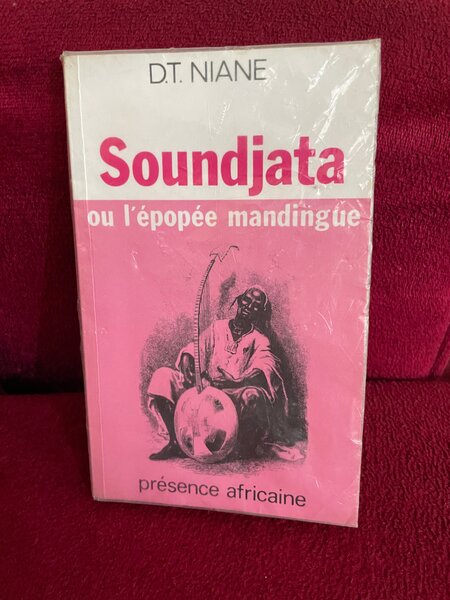 D.T. NIANE
Soundjata
ou l'épopée mandingue
présence africaine